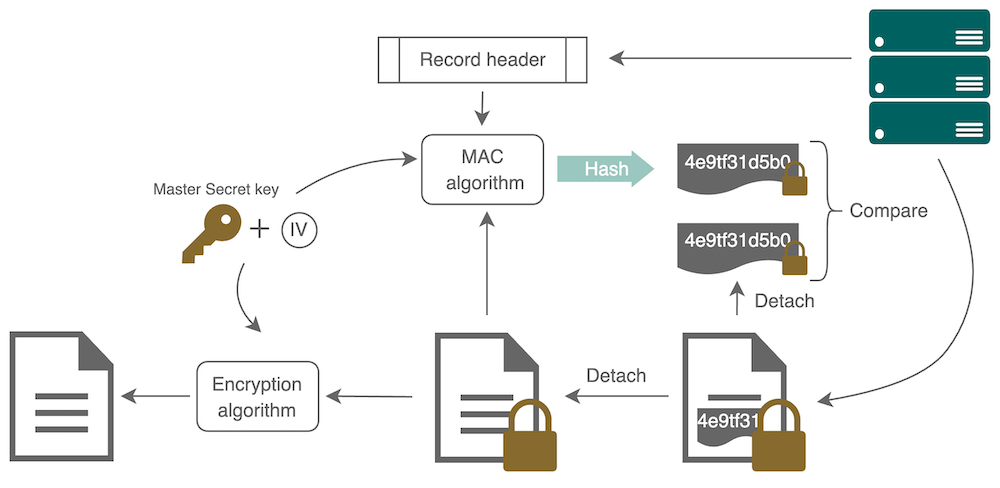 Record header
MAC
algorithm
Hash
4e9tf31d5b0
Master Secret key
+
IV
Compare
4e9tf31d5b0
Detach
Detach
Encryption
algorithm
4e9tf31